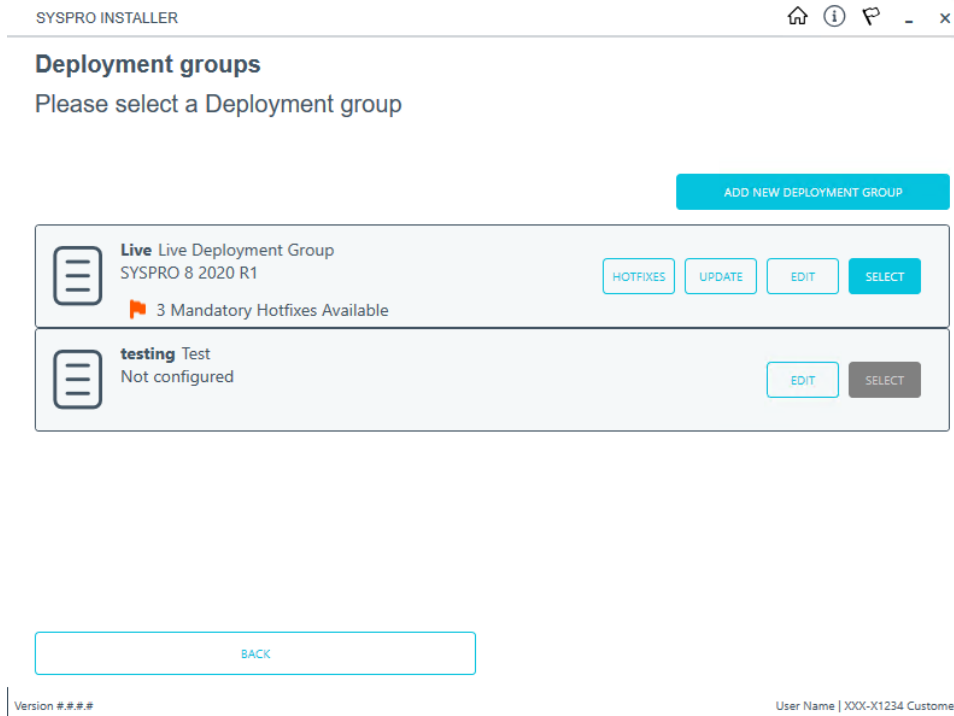 SYSPRO INSTALLER
Deployment groups
Please select a Deployment group
ADD NEW DEPLOYMENT GROUP
Live Live Deployment Group
SYSPRO 8 2020 R1
3 Mandatory Hotfixes Available
HOTFIXES
UPDATE
EDIT
SELECT
testing Test
Not configured
EDIT
SELECT
BACK
Version #.#.#.#
User Name | XXX-X1234 Custome